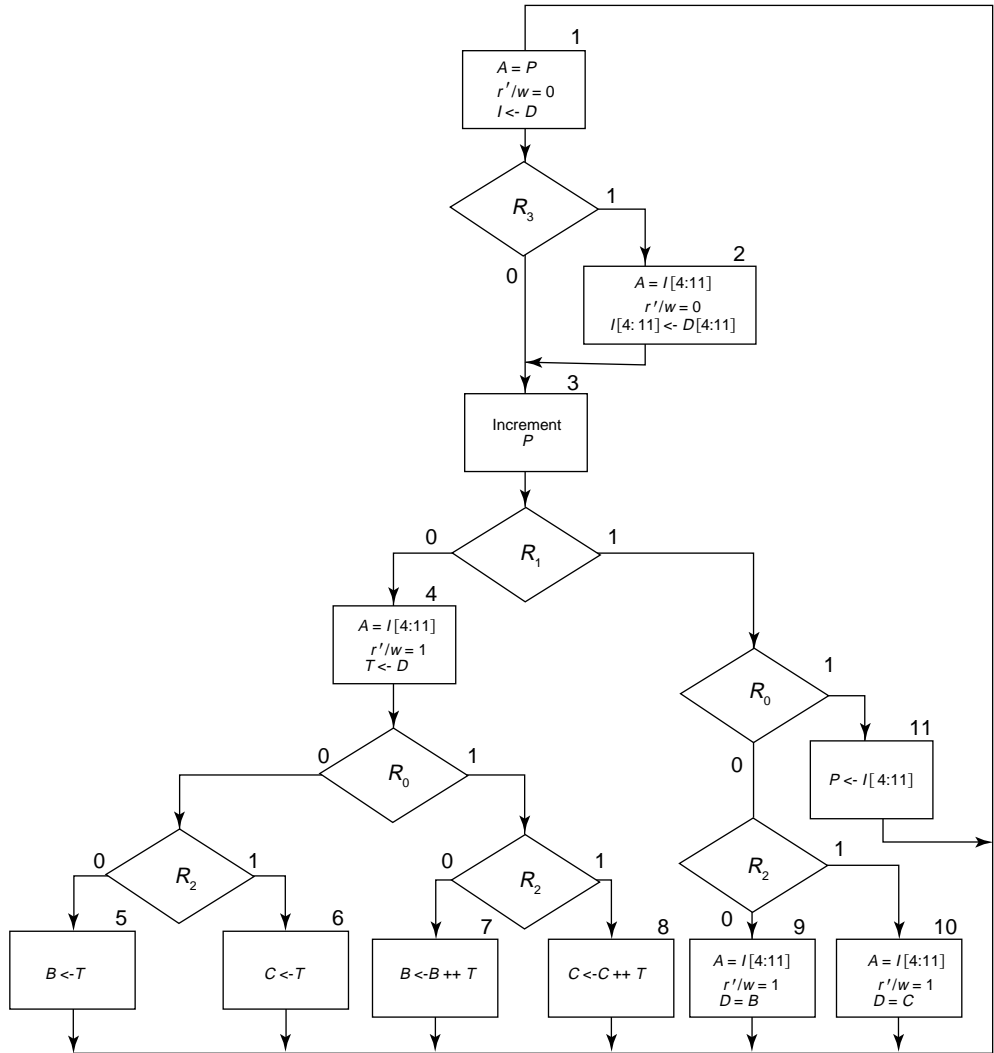 1
A = P
r′/w = 0
I <- D
R3
1
0
2
A = I [4:11]
r′/w = 0
I[4: 11] <- D[4:11]
3
Increment
P
0
R1
1
4
A = I [4:11]
r′/w = 1
T <- D
R0
1
0
R0
1
0
11
P <- I[ 4:11]
0
R2
1
0
R2
1
R2
1
0
5
B <-T
6
C <-T
7
B <-B ++ T
8
C <-C ++ T
9
A = I [4:11]
r′/w = 1
D = B
10
A = I [4:11]
r′/w = 1
D = C